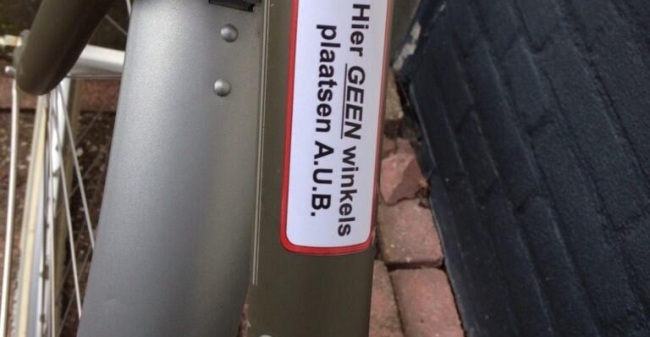 Hier GEEN winkels
plaatsen A.U.B.